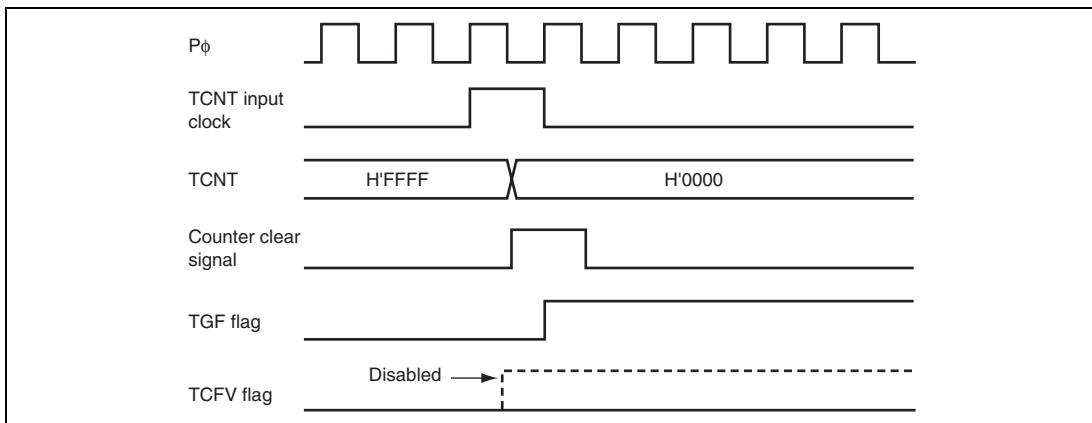 Pϕ
TCNT input
clock
TCNT
H'FFFF
H'0000
Counter clear
signal
TGF flag
Disabled
TCFV flag